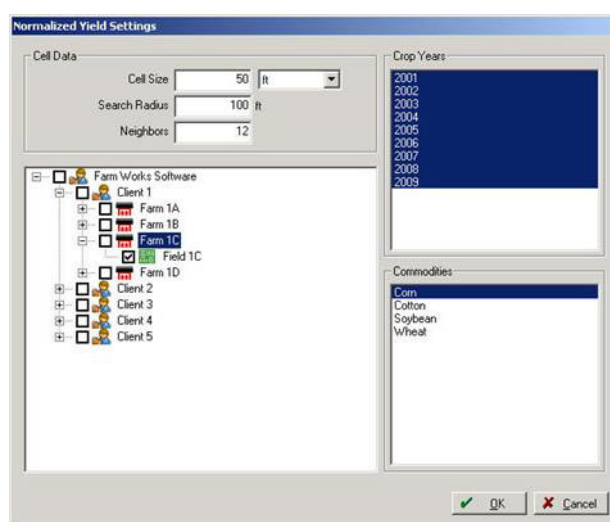 Normalized Yield Settings
Cell Data
Cell Size 50 ft
Search Radius 100 ft
Neighbors 12
Farm Works Software
Client 1
Farm 1A
Farm 1B
Farm 1C
Field 1C
Farm 1D
Client 2
Client 3
Client 4
Client 5
Crop Years
2001
2002
2003
2004
2005
2006
2007
2008
2009
Commodities
Corn
Cotton
Soybean
Wheat
OK Cancel